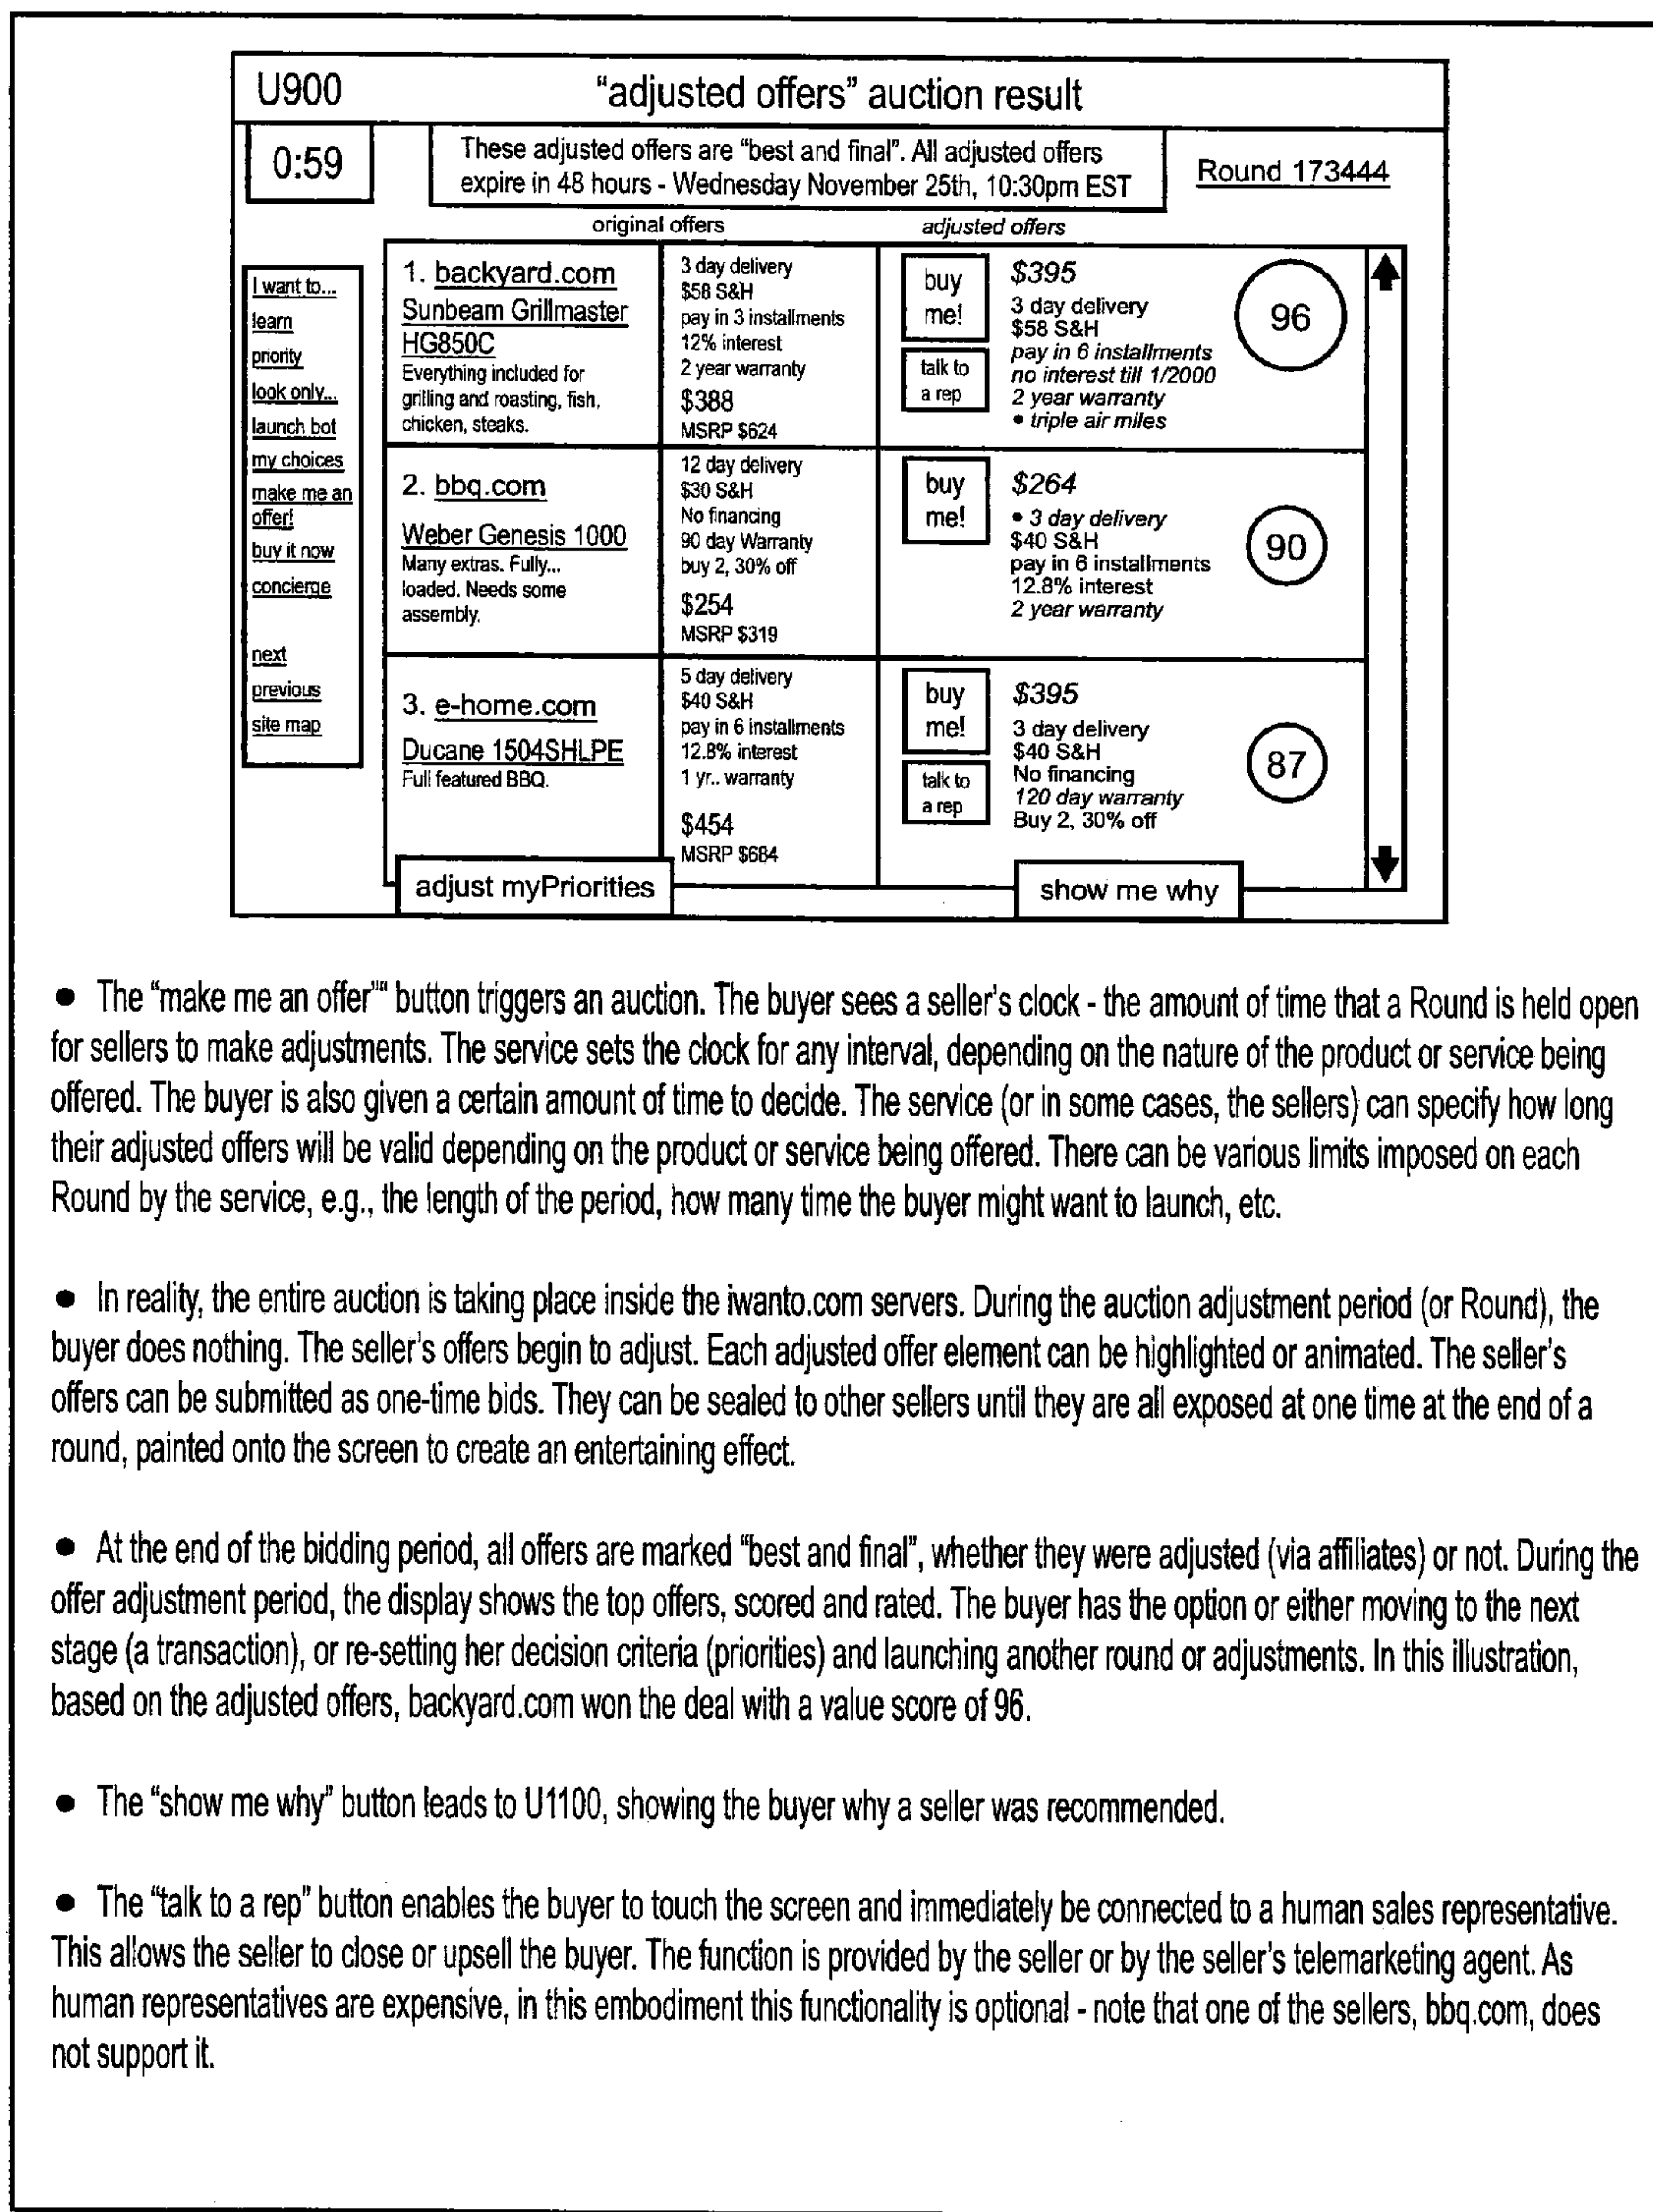 U900
"adjusted offers" auction result
0:59
These adjusted offers are "best and final". All adjusted offers
expire in 48 hours - Wednesday November 25th, 10:30pm EST
Round 173444
original offers
adjusted offers
I want to...
learn
priority
look only...
launch bot
my choices
make me an
offer!
buy it now
concierge
next
previous
site map
1. backyard.com
Sunbeam Grillmaster
HG850C
Everything included for
grilling and roasting, fish,
chicken, steaks.
3 day delivery
$58 S&H
pay in 3 installments
12% interest
2 year warranty
$388
MSRP $624
buy
me!
talk to
a rep
$395
3 day delivery
$58 S&H
pay in 6 installments
no interest till 1/2000
2 year warranty
• triple air miles
96
2. bbq.com
Weber Genesis 1000
Many extras. Fully...
loaded. Needs some
assembly.
12 day delivery
$30 S&H
No financing
90 day Warranty
buy 2, 30% off
$254
MSRP $319
buy
me!
$264
• 3 day delivery
$40 S&H
pay in 6 installments
12.8% interest
2 year warranty
90
3. e-home.com
Ducane 1504SHLPE
Full featured BBQ.
5 day delivery
$40 S&H
pay in 6 installments
12.8% interest
1 yr.. warranty
$454
MSRP $684
buy
me!
talk to
a rep
$395
3 day delivery
$40 S&H
No financing
120 day warranty
Buy 2, 30% off
87
adjust myPriorities
show me why
• The "make me an offer"" button triggers an auction. The buyer sees a seller's clock - the amount of time that a Round is held open
for sellers to make adjustments. The service sets the clock for any interval, depending on the nature of the product or service being
offered. The buyer is also given a certain amount of time to decide. The service (or in some cases, the sellers) can specify how long
their adjusted offers will be valid depending on the product or service being offered. There can be various limits imposed on each
Round by the service, e.g., the length of the period, how many time the buyer might want to launch, etc.
• In reality, the entire auction is taking place inside the iwanto.com servers. During the auction adjustment period (or Round), the
buyer does nothing. The seller's offers begin to adjust. Each adjusted offer element can be highlighted or animated. The seller's
offers can be submitted as one-time bids. They can be sealed to other sellers until they are all exposed at one time at the end of a
round, painted onto the screen to create an entertaining effect.
• At the end of the bidding period, all offers are marked "best and final", whether they were adjusted (via affiliates) or not. During the
offer adjustment period, the display shows the top offers, scored and rated. The buyer has the option or either moving to the next
stage (a transaction), or re-setting her decision criteria (priorities) and launching another round or adjustments. In this illustration,
based on the adjusted offers, backyard.com won the deal with a value score of 96.
• The "show me why" button leads to U1100, showing the buyer why a seller was recommended.
• The "talk to a rep" button enables the buyer to touch the screen and immediately be connected to a human sales representative.
This allows the seller to close or upsell the buyer. The function is provided by the seller or by the seller's telemarketing agent. As
human representatives are expensive, in this embodiment this functionality is optional - note that one of the sellers, bbq.com, does
not support it.